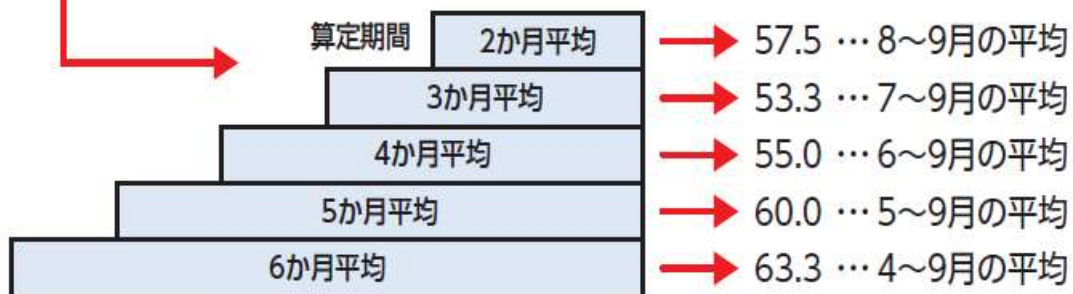 算定期間 2か月平均 57.5 …8～9月の平均
3か月平均 53.3 …7～9月の平均
4か月平均 55.0 …6～9月の平均
5か月平均 60.0 …5～9月の平均
6か月平均 63.3 …4～9月の平均